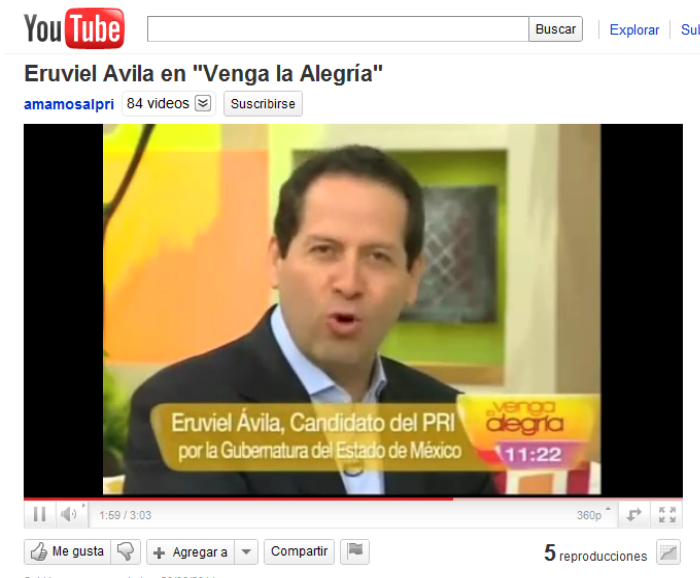 YouTube
Buscar
Explorar
Eruviel Avila en "Venga la Alegría"
amamosalpri 84 videos Suscribirse
Eruviel Ávila, Candidato del PRI
por la Gubernatura del Estado de México
venga
la
alegría
11:22
1:59 / 3:03
360p
Me gusta
Agregar a
Compartir
5 reproducciones